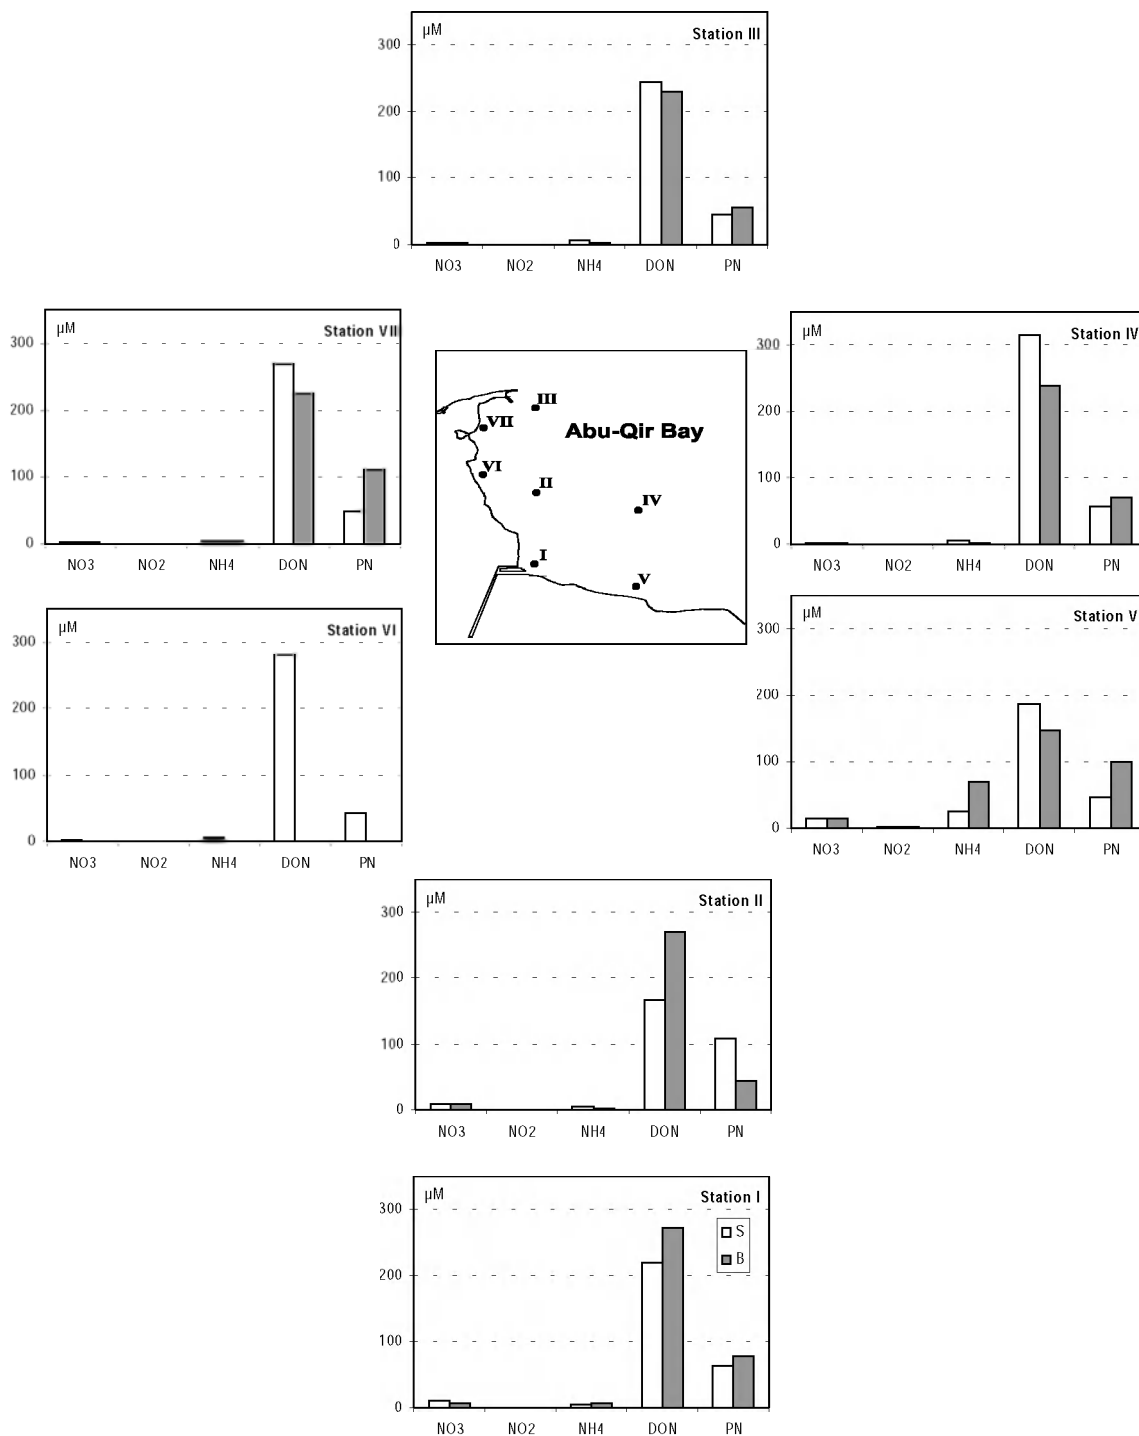 µM
Station III
300
200
100
0
NO3 NO2 NH4 DON PN
µM
Station VII
300
200
100
0
NO3 NO2 NH4 DON PN
III
VII
Abu-Qir Bay
VI
II
IV
I
V
µM
Station IV
300
200
100
0
NO3 NO2 NH4 DON PN
µM
Station VI
300
200
100
0
NO3 NO2 NH4 DON PN
µM
Station V
300
200
100
0
NO3 NO2 NH4 DON PN
µM
Station II
300
200
100
0
NO3 NO2 NH4 DON PN
µM
Station I
300
S
B
200
100
0
NO3 NO2 NH4 DON PN